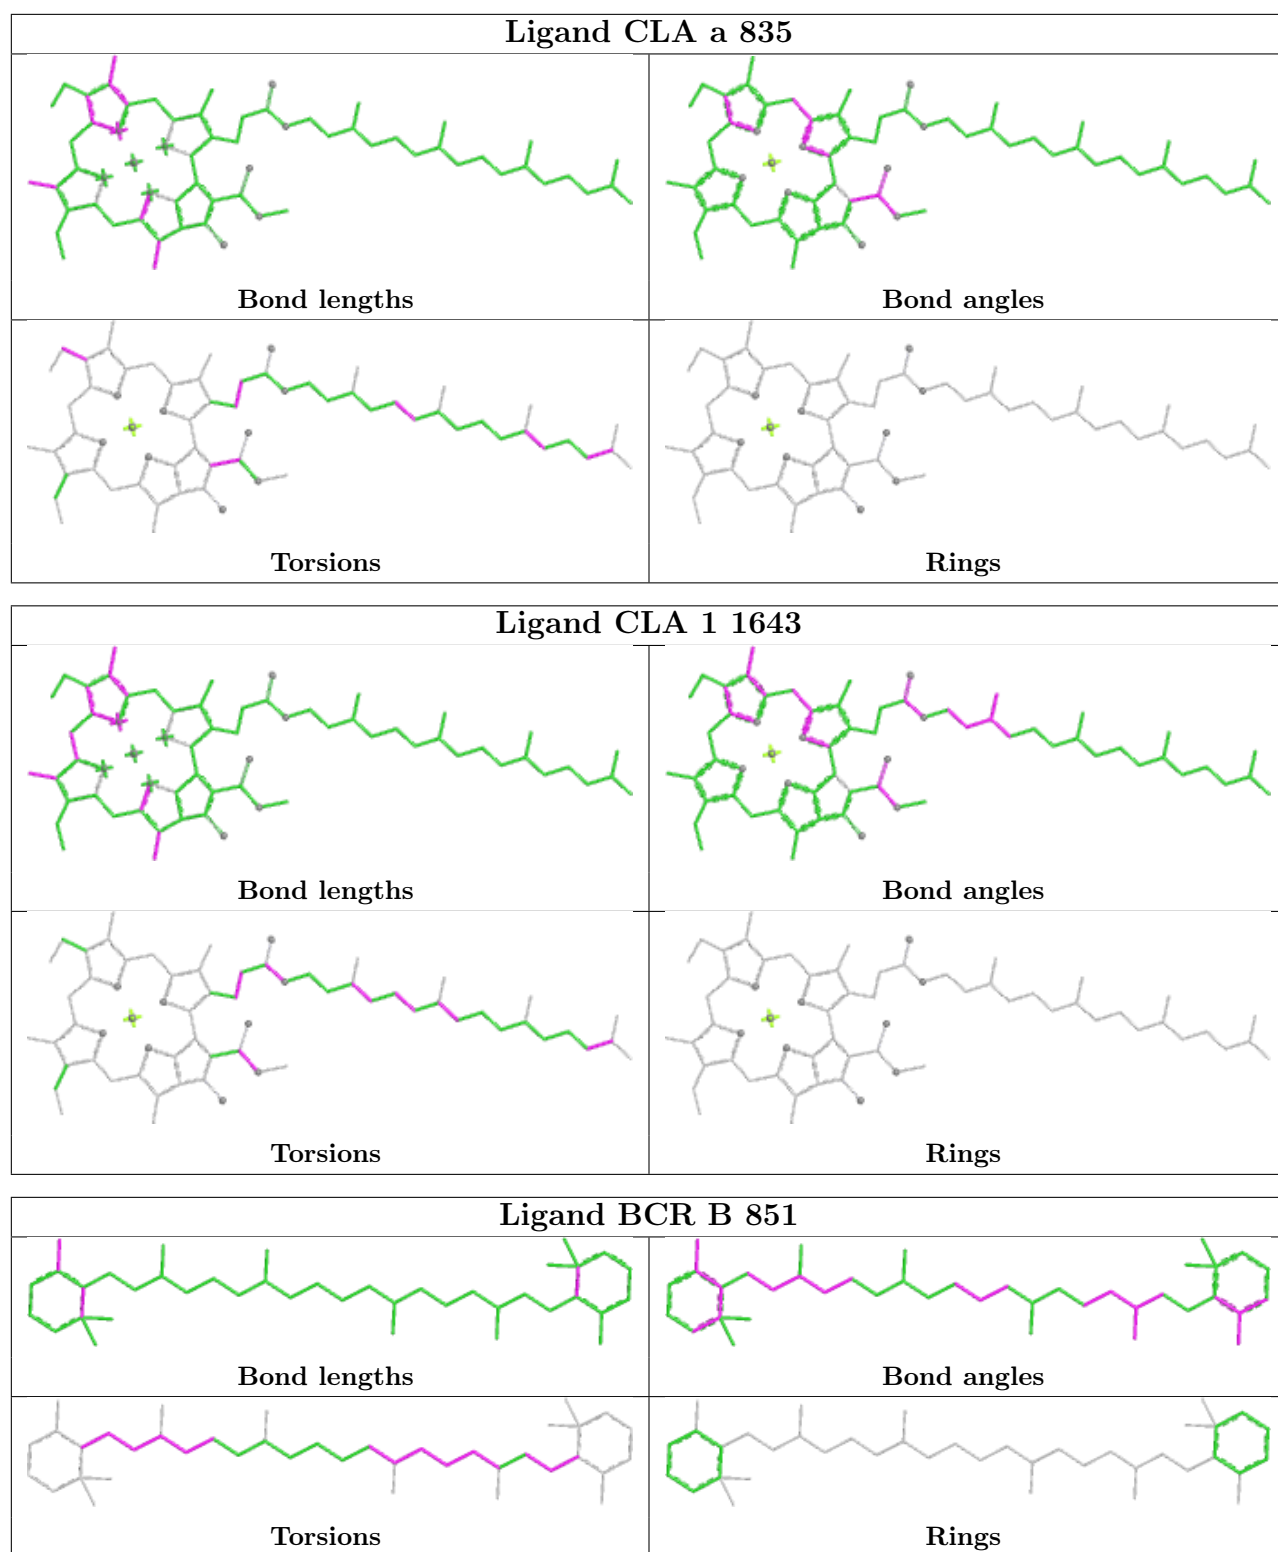 Ligand CLA a 835
Bond lengths
Bond angles
Torsions
Rings
Ligand CLA 1 1643
Bond lengths
Bond angles
Torsions
Rings
Ligand BCR B 851
Bond lengths
Bond angles
Torsions
Rings